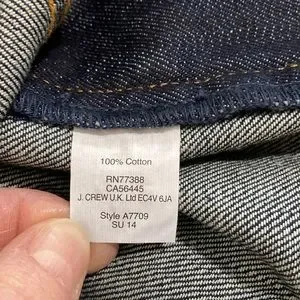 100% Cotton
RN77388
CA56445
J. CREW U.K. Ltd EC4V 6JA
Style A7709
SU 14